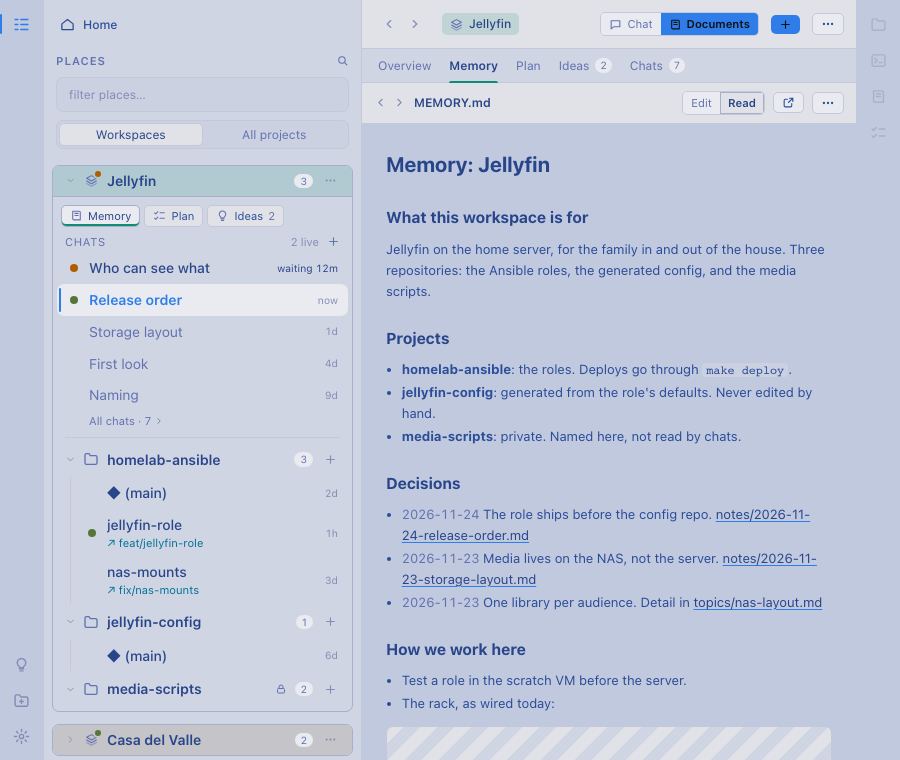 Home
PLACES
filter places...
Workspaces
All projects
Jellyfin
3
Memory
Plan
Ideas 2
CHATS
2 live
Who can see what
waiting 12m
Release order
now
Storage layout
1d
First look
4d
Naming
9d
All chats · 7
homelab-ansible
3
(main)
2d
jellyfin-role
1h
feat/jellyfin-role
nas-mounts
3d
fix/nas-mounts
jellyfin-config
1
(main)
6d
media-scripts
2
Casa del Valle
2
Jellyfin
Chat
Documents
Overview
Memory
Plan
Ideas 2
Chats 7
MEMORY.md
Edit
Read
Memory: Jellyfin
What this workspace is for
Jellyfin on the home server, for the family in and out of the house. Three
repositories: the Ansible roles, the generated config, and the media
scripts.
Projects
• homelab-ansible: the roles. Deploys go through make deploy.
• jellyfin-config: generated from the role's defaults. Never edited by
hand.
• media-scripts: private. Named here, not read by chats.
Decisions
• 2026-11-24 The role ships before the config repo. notes/2026-11-
24-release-order.md
• 2026-11-23 Media lives on the NAS, not the server. notes/2026-11-
23-storage-layout.md
• 2026-11-23 One library per audience. Detail in topics/nas-layout.md
How we work here
• Test a role in the scratch VM before the server.
• The rack, as wired today: